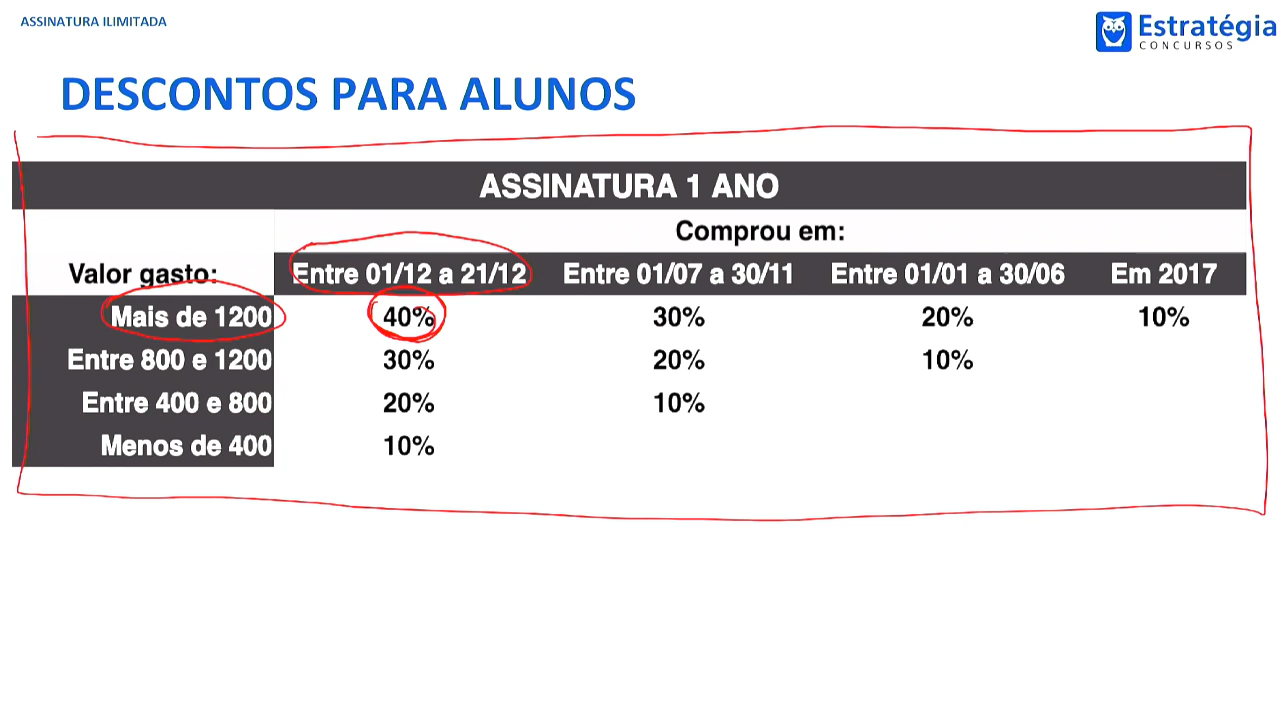 ASSINATURA ILIMITADA
Estratégia
CONCURSOS
DESCONTOS PARA ALUNOS
ASSINATURA 1 ANO
Comprou em:
Valor gasto: Entre 01/12 a 21/12 Entre 01/07 a 30/11 Entre 01/01 a 30/06 Em 2017
Mais de 1200 40% 30% 20% 10%
Entre 800 e 1200 30% 20% 10%
Entre 400 e 800 20% 10%
Menos de 400 10%